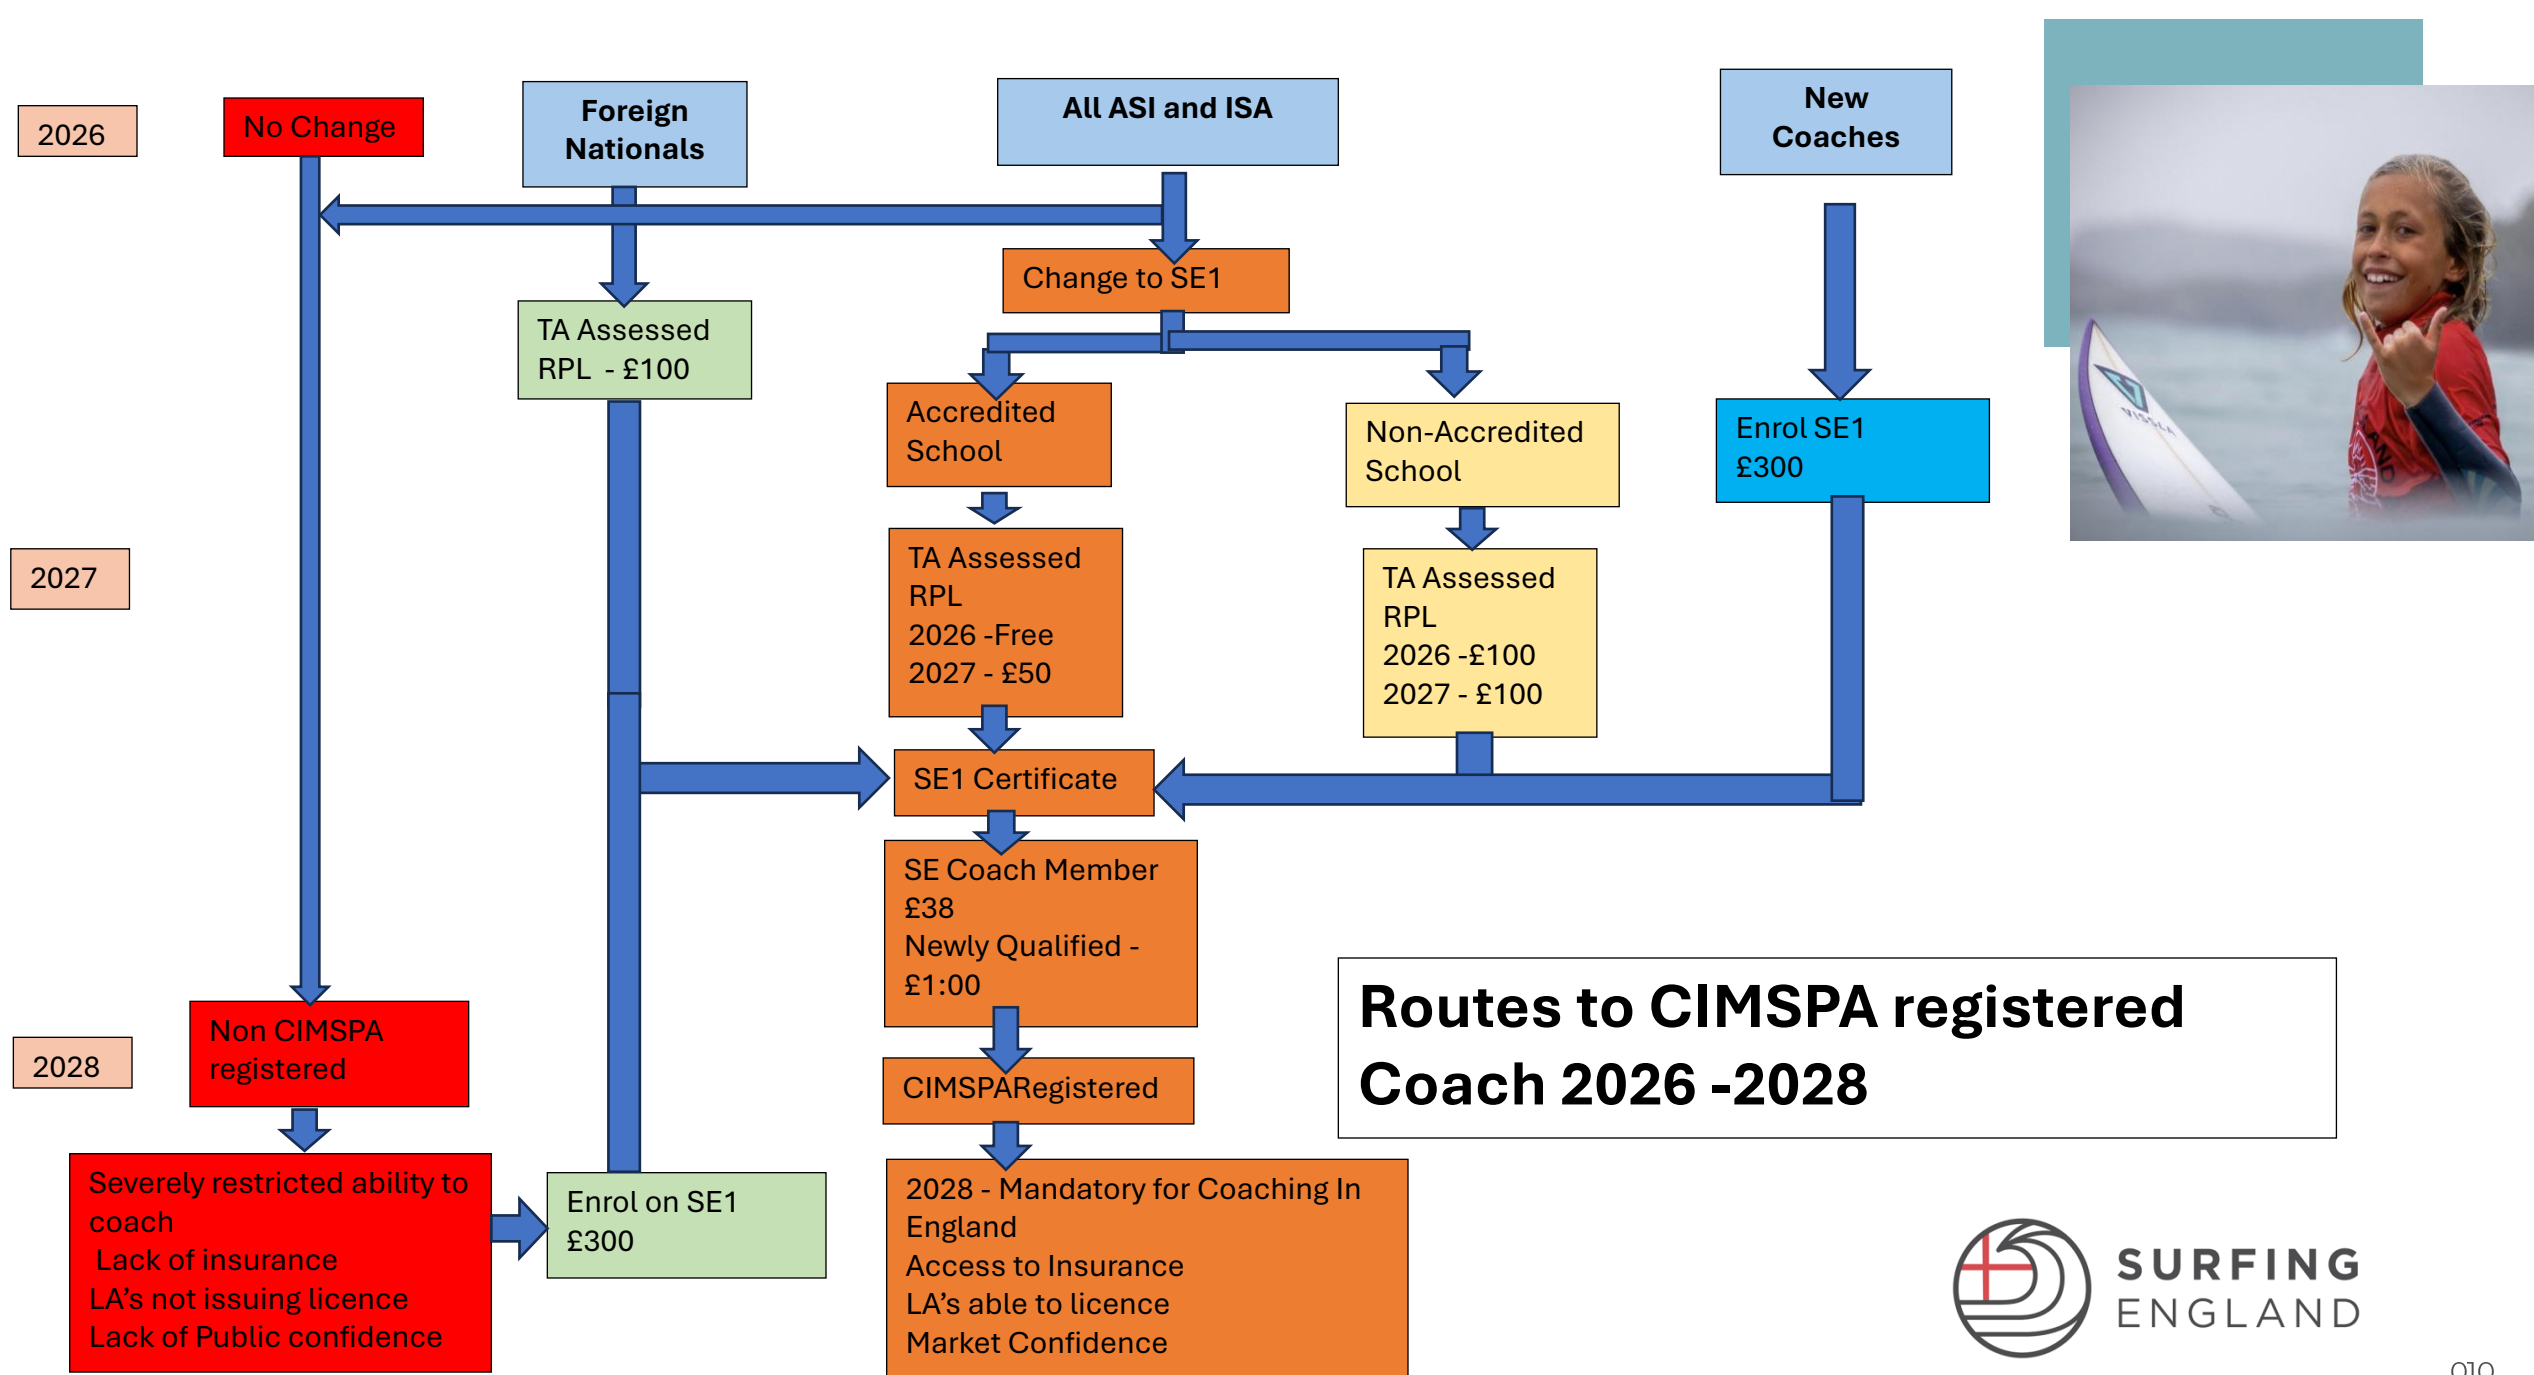 2026
No Change
Foreign
Nationals
All ASI and ISA
New
Coaches
Change to SE1
TA Assessed
RPL  - £100
Accredited
School
Non-Accredited
School
Enrol SE1
£300
VISSLA
2027
TA Assessed
RPL
2026 -Free
2027 - £50
TA Assessed
RPL
2026 -£100
2027 - £100
SE1 Certificate
SE Coach Member
£38
Newly Qualified -
£1:00
2028
Non CIMSPA
registered
CIMSPARegistered
Routes to CIMSPA registered
Coach 2026 -2028
Severely restricted ability to
coach
Lack of insurance
LA's not issuing licence
Lack of Public confidence
Enrol on SE1
£300
2028 - Mandatory for Coaching In
England
Access to Insurance
LA's able to licence
Market Confidence
SURFING
ENGLAND